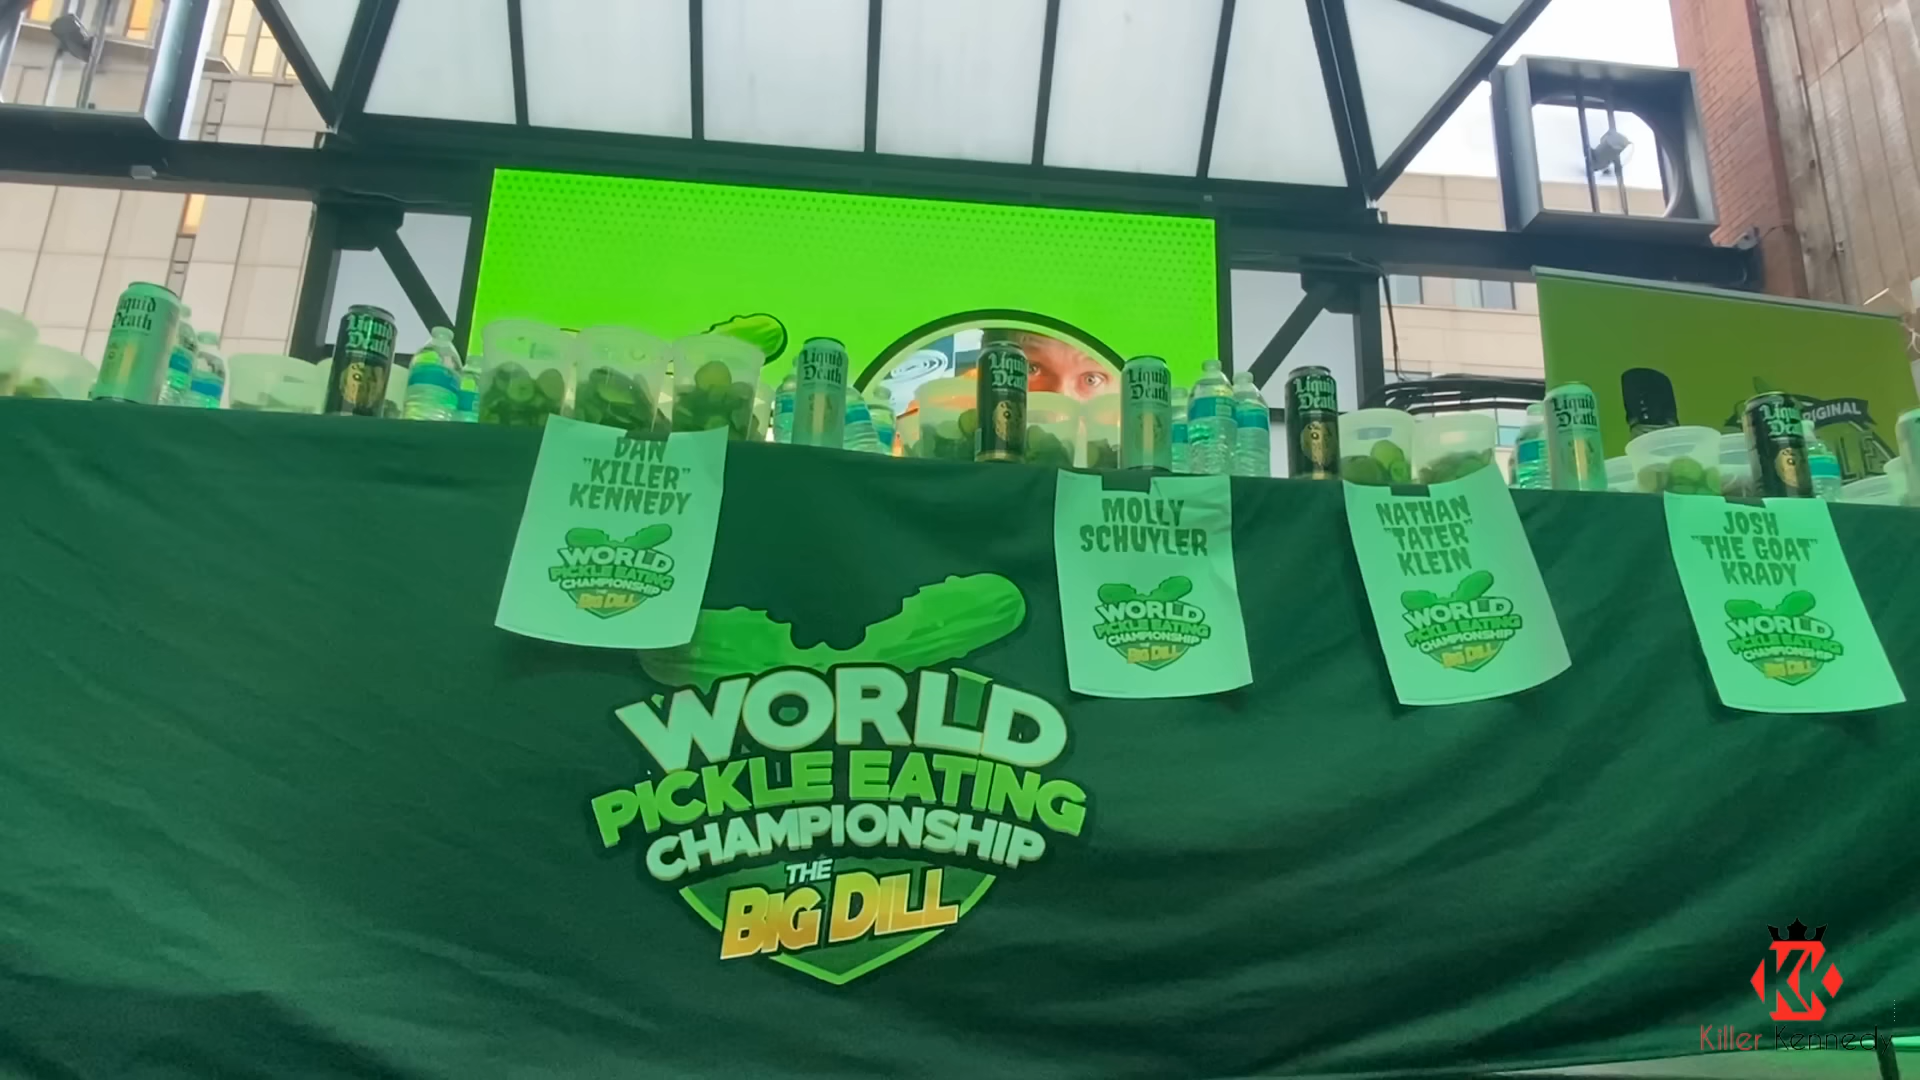 Liquid
Death
Liquid
Death
Liquid
Death
Liquid
Death
Liquid
Death
Liquid
Death
Liquid
Death
ORIGINAL
DAN
"KILLER"
KENNEDY
WORLD
PICKLE EATING
CHAMPIONSHIP
BIG DILL
MOLLY
SCHUYLER
WORLD
PICKLE EATING
CHAMPIONSHIP
BIG DILL
NATHAN
"TATER"
KLEIN
WORLD
PICKLE EATING
CHAMPIONSHIP
BIG DILL
JOSH
"THE GOAT"
KRADY
WORLD
PICKLE EATING
CHAMPIONSHIP
BIG DILL
WORLD
PICKLE EATING
CHAMPIONSHIP
THE
BIG DILL
KK
Killer Kennedy